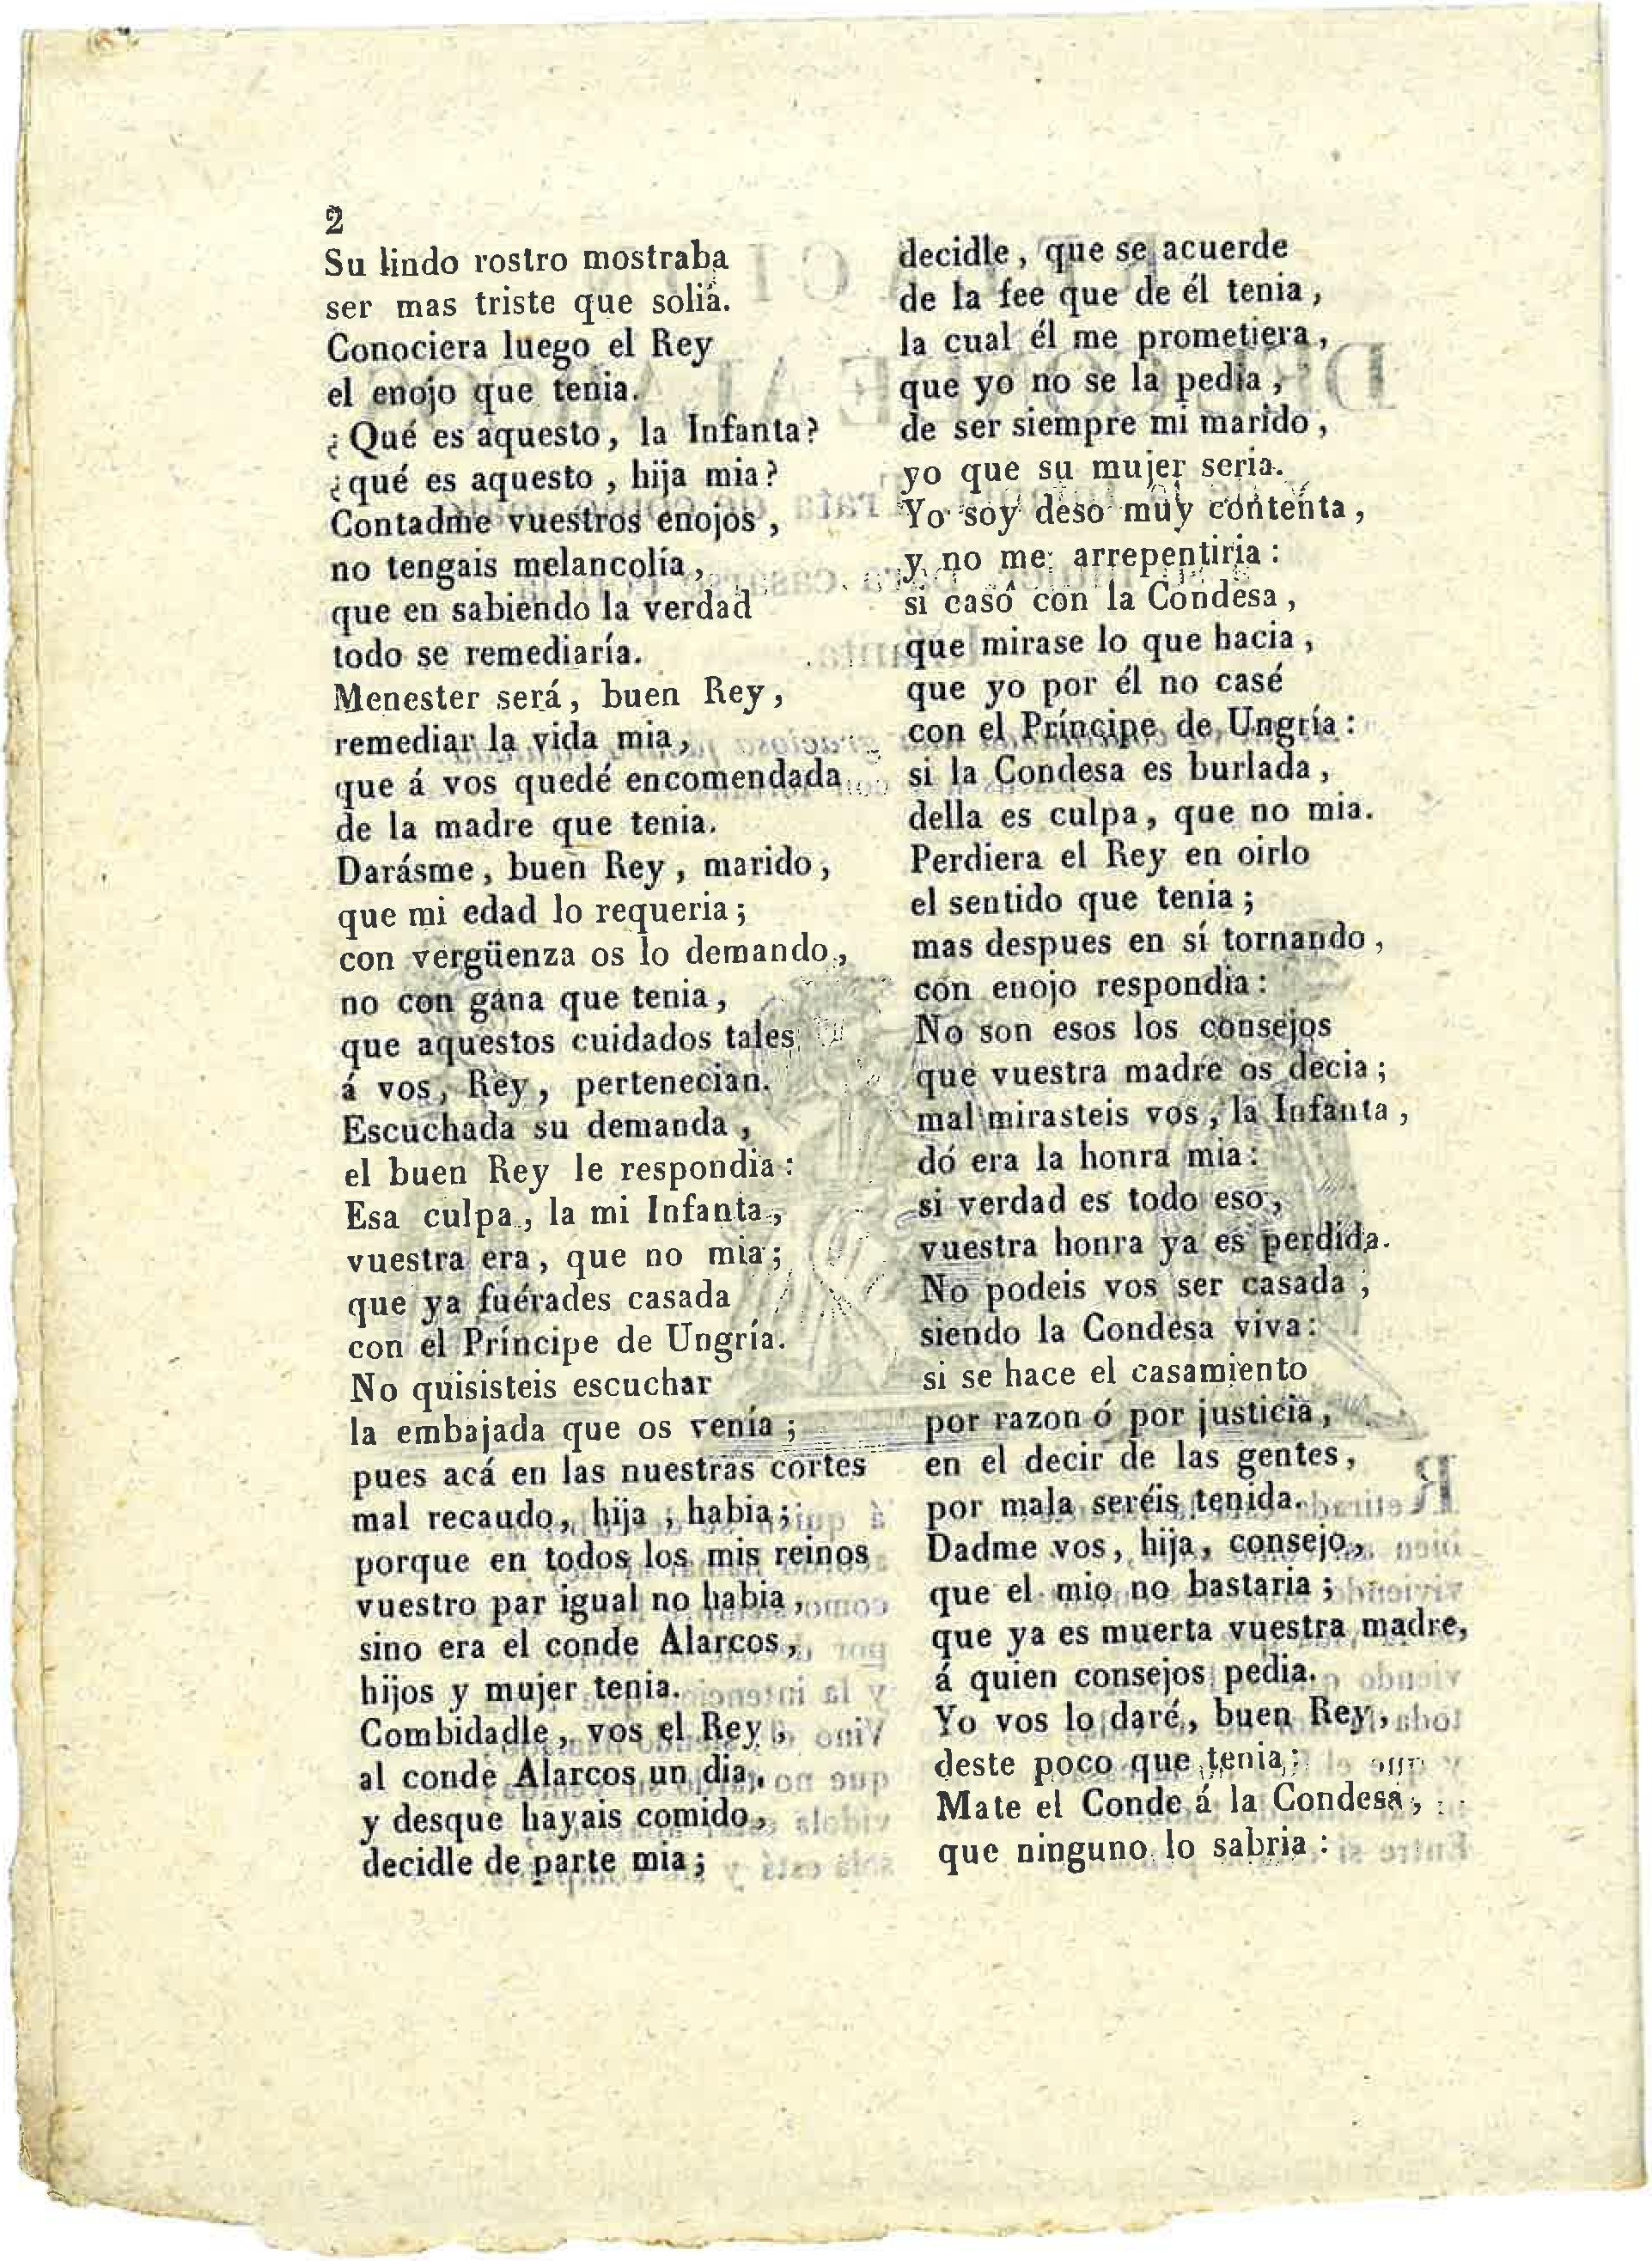 2
Su lindo rostro mostraba
ser mas triste que soliá.
Conociera luego el Rey
el enojo que tenia.
¿Qué es aquesto, la Infanta?
¿qué es aquesto, hija mia?
Contadme vuestros enojos,
no tengais melancolía,
que en sabiendo la verdad
todo se remediaría.
Menester será, buen Rey,
remediar la vida mia,
que á vos quedé encomendada
de la madre que tenia.
Darásme, buen Rey, marido,
que mi edad lo requeria;
con vergüenza os lo demando,
no con gana que tenia,
que aquestos cuidados tales
á vos, Rey, pertenecian.
Escuchada su demanda,
el buen Rey le respondia:
Esa culpa, la mi Infanta,
vuestra era, que no mia;
que ya fuérades casada
con el Príncipe de Ungría.
No quisisteis escuchar
la embajada que os venía;
pues acá en las nuestras cortes
mal recaudo, hija, habia;
porque en todos los mis reinos
vuestro par igual no habia,
sino era el conde Alarcos,
hijos y mujer tenia.
Combidadle, vos el Rey,
al conde Alarcos un dia,
y desque hayais comido,
decidle de parte mia;
decidle, que se acuerde
de la fee que de él tenia,
la cual él me prometiera,
que yo no se la pedia,
de ser siempre mi marido,
yo que su mujer seria.
Yo soy deso muy contenta,
y no me arrepentiria:
si casó con la Condesa,
que mirase lo que hacia,
que yo por él no casé
con el Príncipe de Ungría:
si la Condesa es burlada,
della es culpa, que no mia.
Perdiera el Rey en oirlo
el sentido que tenia;
mas despues en sí tornando,
con enojo respondia:
No son esos los consejos
que vuestra madre os decia;
mal mirasteis vos, la Infanta,
dó era la honra mia:
si verdad es todo eso,
vuestra honra ya es perdida.
No podeis vos ser casada,
siendo la Condesa viva:
si se hace el casamiento
por razon ó por justicia,
en el decir de las gentes,
por mala seréis tenida.
Dadme vos, hija, consejo,
que el mio no bastaria;
que ya es muerta vuestra madre,
á quien consejos pedia.
Yo vos lo daré, buen Rey,
deste poco que tenia:
Mate el Conde á la Condesa,
que ninguno lo sabria: